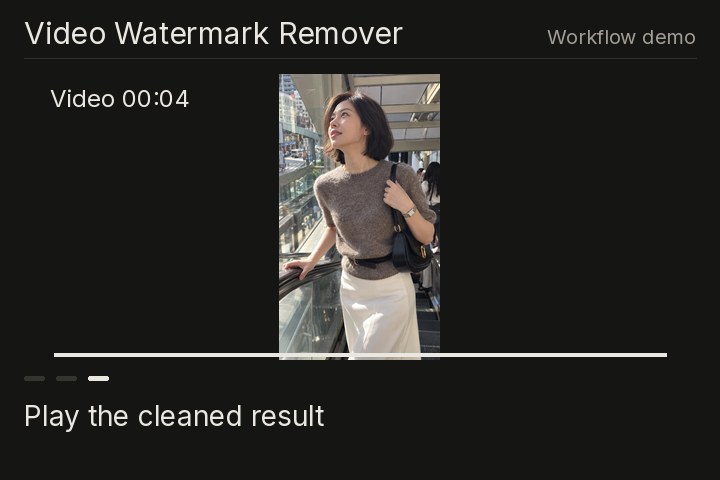 Video Watermark Remover
Workflow demo
Video 00:04
Play the cleaned result